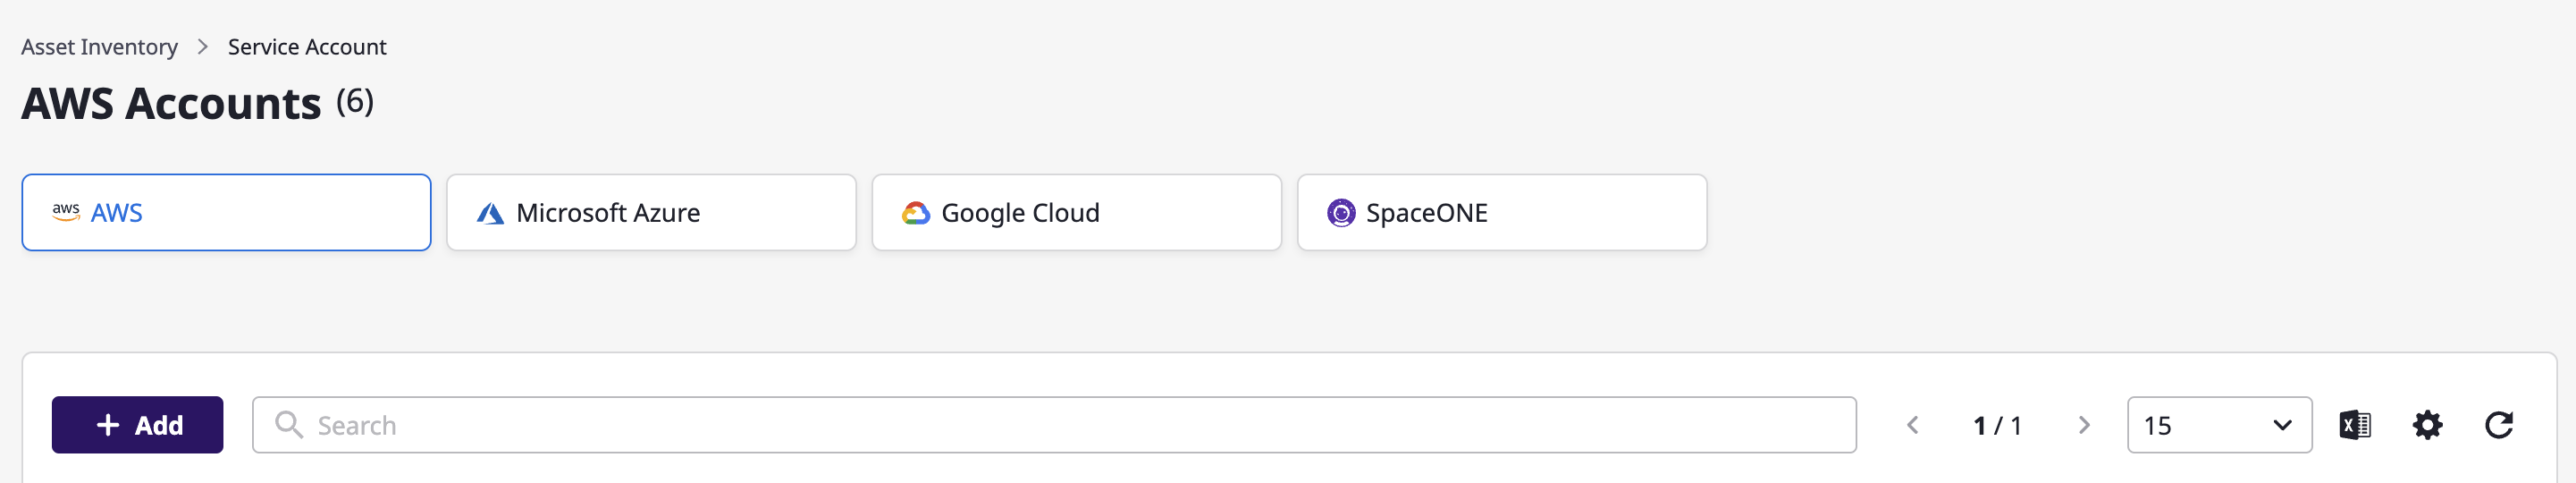 Asset Inventory > Service Account
AWS Accounts (6)
aws AWS Microsoft Azure Google Cloud SpaceONE
+ Add Search < 1 / 1 > 15 X